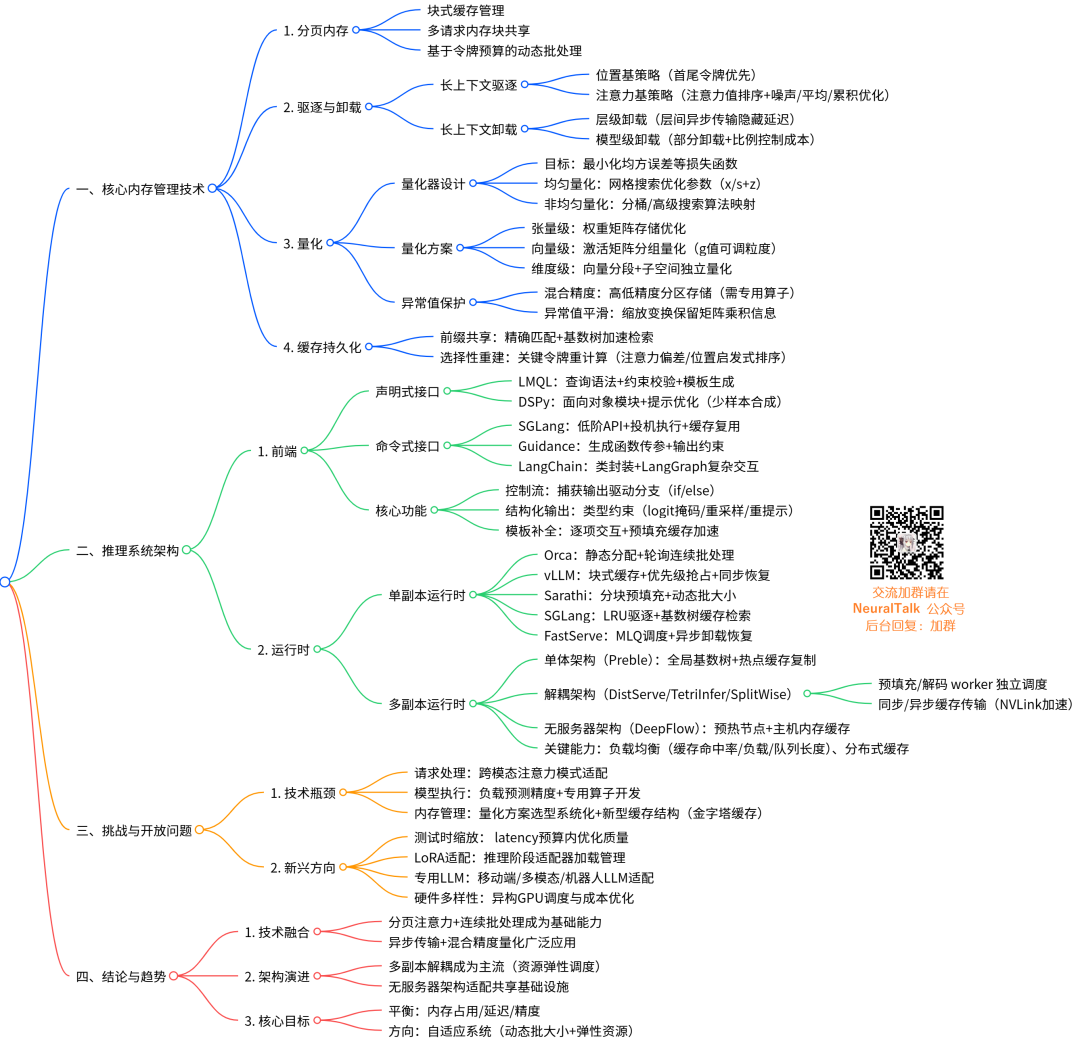 一、核心内存管理技术
1. 分页内存
块式缓存管理
多请求内存块共享
基于令牌预算的动态批处理
2. 驱逐与卸载
长上下文驱逐
位置基策略（首尾令牌优先）
注意力基策略（注意力值排序+噪声/平均/累积优化）
长上下文卸载
层级卸载（层间异步传输隐藏延迟）
模型级卸载（部分卸载+比例控制成本）
3. 量化
量化器设计
目标：最小化均方误差等损失函数
均匀量化：网格搜索优化参数（x/s+z）
非均匀量化：分桶/高级搜索算法映射
量化方案
张量级：权重矩阵存储优化
向量级：激活矩阵分组量化（g值可调粒度）
维度级：向量分段+子空间独立量化
异常值保护
混合精度：高低精度分区存储（需专用算子）
异常值平滑：缩放变换保留矩阵乘积信息
4. 缓存持久化
前缀共享：精确匹配+基数树加速检索
选择性重建：关键令牌重计算（注意力偏差/位置启发式排序）
二、推理系统架构
1. 前端
声明式接口
LMQL：查询语法+约束校验+模板生成
DSPy：面向对象模块+提示优化（少样本合成）
命令式接口
SGLang：低阶API+投机执行+缓存复用
Guidance：生成函数传参+输出约束
LangChain：类封装+LangGraph复杂交互
核心功能
控制流：捕获输出驱动分支（if/else）
结构化输出：类型约束（logit掩码/重采样/重提示）
模板补全：逐项交互+预填充缓存加速
2. 运行时
单副本运行时
Orca：静态分配+轮询连续批处理
vLLM：块式缓存+优先级抢占+同步恢复
Sarathi：分块预填充+动态批大小
SGLang：LRU驱逐+基数树缓存检索
FastServe：MLQ调度+异步卸载恢复
多副本运行时
单体架构（Preble）：全局基数树+热点缓存复制
解耦架构（DistServe/TetriInfer/SplitWise）
预填充/解码 worker 独立调度
同步/异步缓存传输（NVLink加速）
无服务器架构（DeepFlow）：预热节点+主机内存缓存
关键能力：负载均衡（缓存命中率/负载/队列长度）、分布式缓存
三、挑战与开放问题
1. 技术瓶颈
请求处理：跨模态注意力模式适配
模型执行：负载预测精度+专用算子开发
内存管理：量化方案选型系统化+新型缓存结构（金字塔缓存）
2. 新兴方向
测试时缩放： latency预算内优化质量
LoRA适配：推理阶段适配器加载管理
专用LLM：移动端/多模态/机器人LLM适配
硬件多样性：异构GPU调度与成本优化
四、结论与趋势
1. 技术融合
分页注意力+连续批处理成为基础能力
异步传输+混合精度量化广泛应用
2. 架构演进
多副本解耦成为主流（资源弹性调度）
无服务器架构适配共享基础设施
3. 核心目标
平衡：内存占用/延迟/精度
方向：自适应系统（动态批大小+弹性资源）
交流加群请在
NeuralTalk 公众号
后台回复：加群